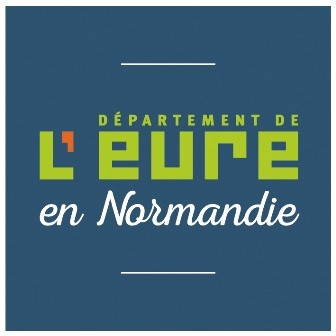 DÉPARTEMENT DE
L'eure
en Normandie